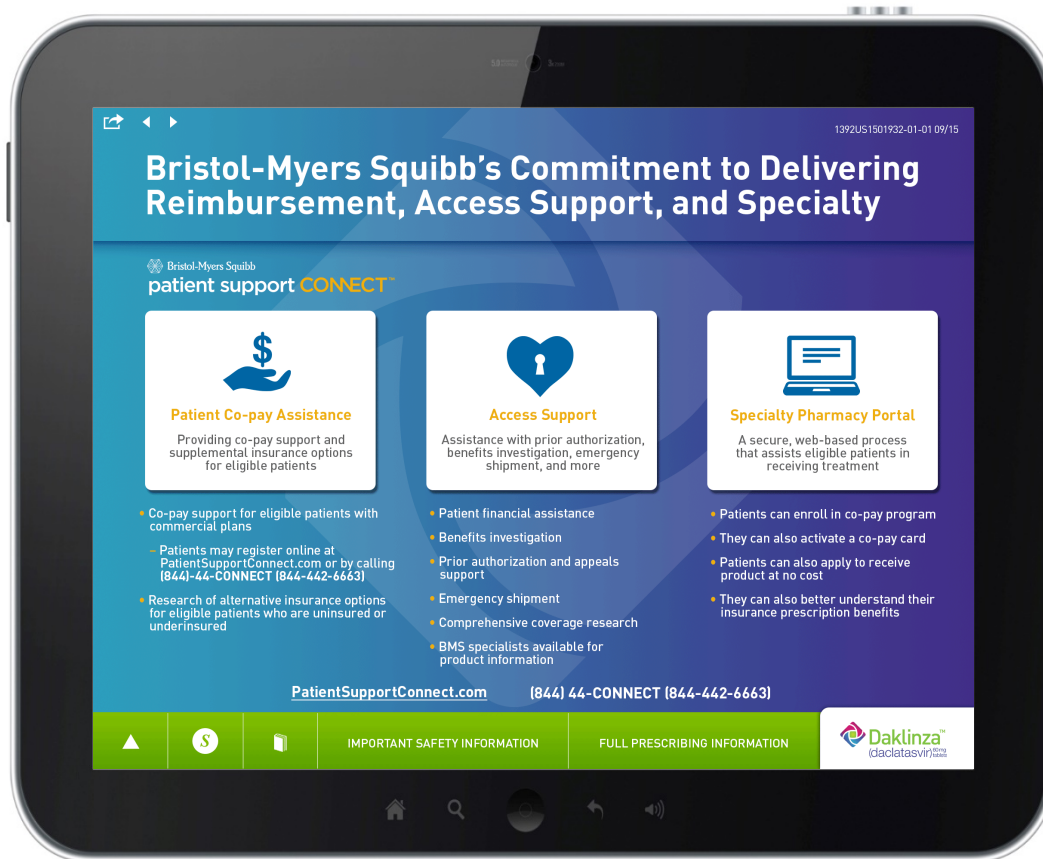 1392US1501932-01-01 09/15
Bristol-Myers Squibb's Commitment to Delivering
Reimbursement, Access Support, and Specialty
Bristol-Myers Squibb
patient support CONNECT™
$
Patient Co-pay Assistance
Providing co-pay support and
supplemental insurance options
for eligible patients
Access Support
Assistance with prior authorization,
benefits investigation, emergency
shipment, and more
Specialty Pharmacy Portal
A secure, web-based process
that assists eligible patients in
receiving treatment
• Co-pay support for eligible patients with
commercial plans
– Patients may register online at
PatientSupportConnect.com or by calling
(844)-44-CONNECT (844-442-6663)
• Research of alternative insurance options
for eligible patients who are uninsured or
underinsured
• Patient financial assistance
• Benefits investigation
• Prior authorization and appeals
support
• Emergency shipment
• Comprehensive coverage research
• BMS specialists available for
product information
• Patients can enroll in co-pay program
• They can also activate a co-pay card
• Patients can also apply to receive
product at no cost
• They can also better understand their
insurance prescription benefits
PatientSupportConnect.com (844) 44-CONNECT (844-442-6663)
S
IMPORTANT SAFETY INFORMATION
FULL PRESCRIBING INFORMATION
Daklinza™
(daclatasvir) 60mg
tablets